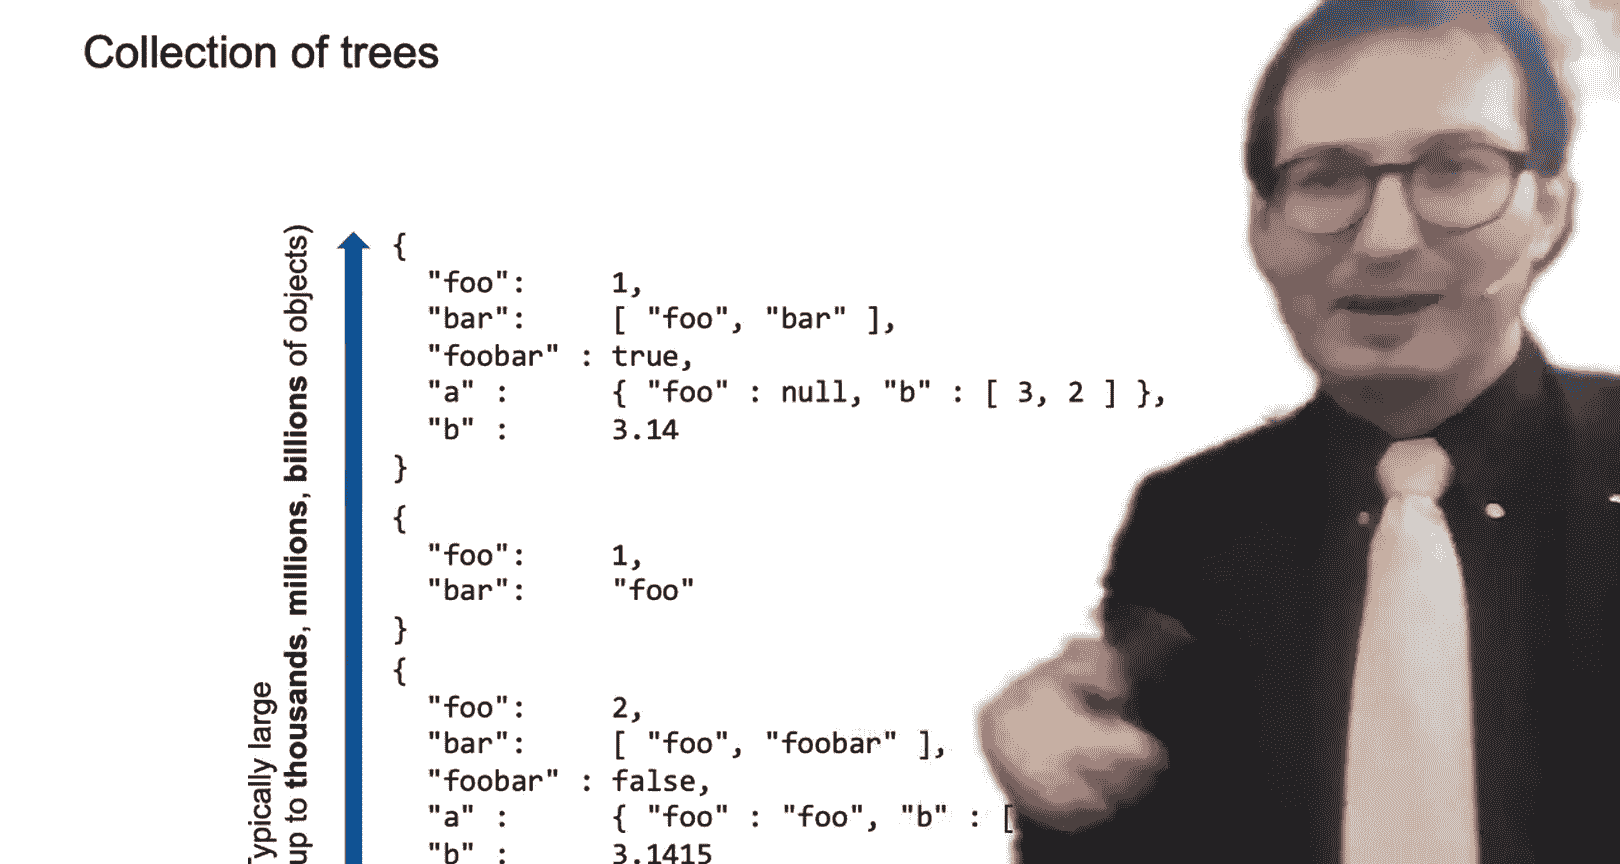 Collection of trees
Typically large
up to thousands, millions, billions of objects)
{
"foo": 1,
"bar": [ "foo", "bar" ],
"foobar" : true,
"a" : { "foo" : null, "b" : [ 3, 2 ] },
"b" : 3.14
}
{
"foo": 1,
"bar": "foo"
}
{
"foo": 2,
"bar": [ "foo", "foobar" ],
"foobar" : false,
"a" : { "foo" : "foo", "b" : [
"b" : 3.1415